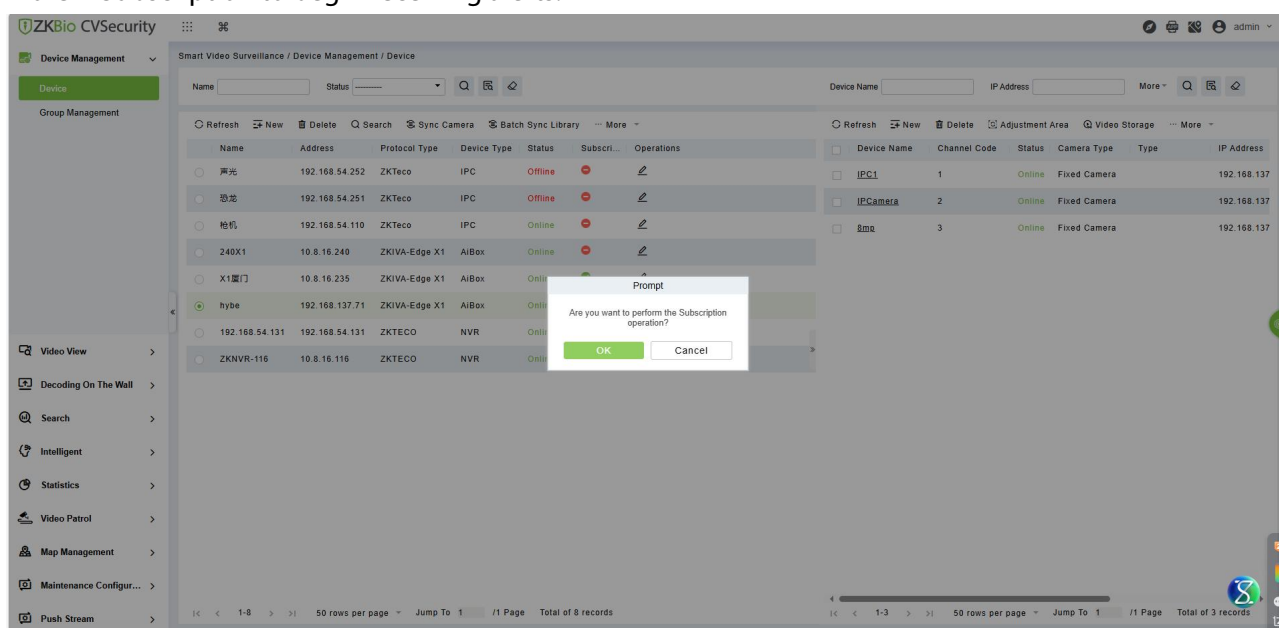 ZKBio CVSecurity
admin
Device Management
Device
Group Management
Video View
Decoding On The Wall
Search
Intelligent
Statistics
Video Patrol
Map Management
Maintenance Configur...
Push Stream
Smart Video Surveillance / Device Management / Device
Name Status ---------
Refresh New Delete Search Sync Camera Batch Sync Library ··· More
Name Address Protocol Type Device Type Status Subscri... Operations
声光 192.168.54.252 ZKTeco IPC Offline
恐龙 192.168.54.251 ZKTeco IPC Offline
枪机 192.168.54.110 ZKTeco IPC Online
240X1 10.8.16.240 ZKIVA-Edge X1 AiBox Online
X1厦门 10.8.16.235 ZKIVA-Edge X1 AiBox
hybe 192.168.137.71 ZKIVA-Edge X1 AiBox
192.168.54.131 192.168.54.131 ZKTECO NVR
ZKNVR-116 10.8.16.116 ZKTECO NVR
1-8 50 rows per page Jump To 1 /1 Page Total of 8 records
Prompt
Are you want to perform the Subscription
operation?
OK Cancel
Device Name IP Address More
Refresh New Delete Adjustment Area Video Storage ··· More
Device Name Channel Code Status Camera Type Type IP Address
IPC1 1 Online Fixed Camera 192.168.137
IPCamera 2 Online Fixed Camera 192.168.137
8mp 3 Online Fixed Camera 192.168.137
1-3 50 rows per page Jump To 1 /1 Page Total of 3 records